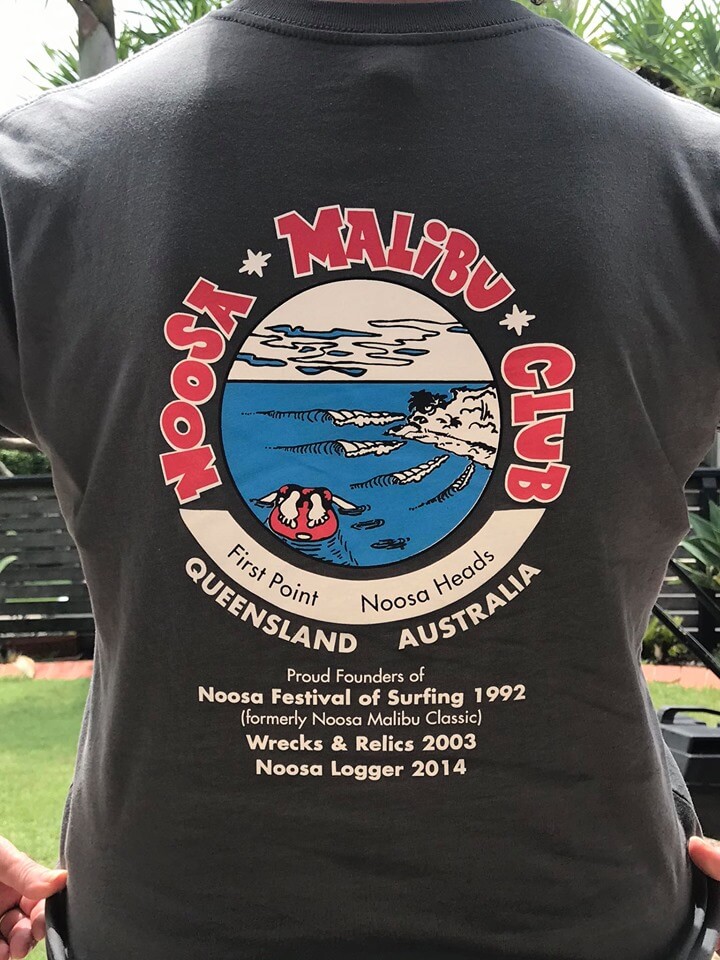 NOOSA * MALiBU * CLUB
First Point Noosa Heads
QUEENSLAND AUSTRALIA
Proud Founders of
Noosa Festival of Surfing 1992
(formerly Noosa Malibu Classic)
Wrecks & Relics 2003
Noosa Logger 2014